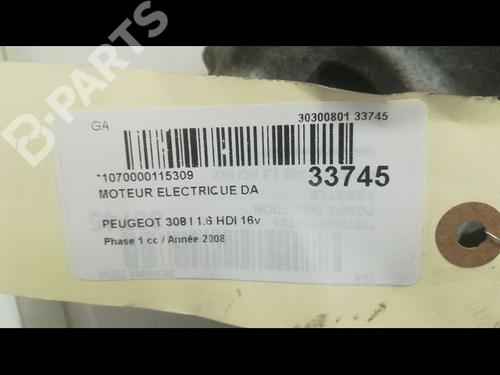 B-PARTS
G4
30300801 33745
*1070000115309
33745
MOTEUR ELECTRIQUE DA
PEUGEOT 308 I 1.6 HDI 16v
Phase 1 cc / Année 2008